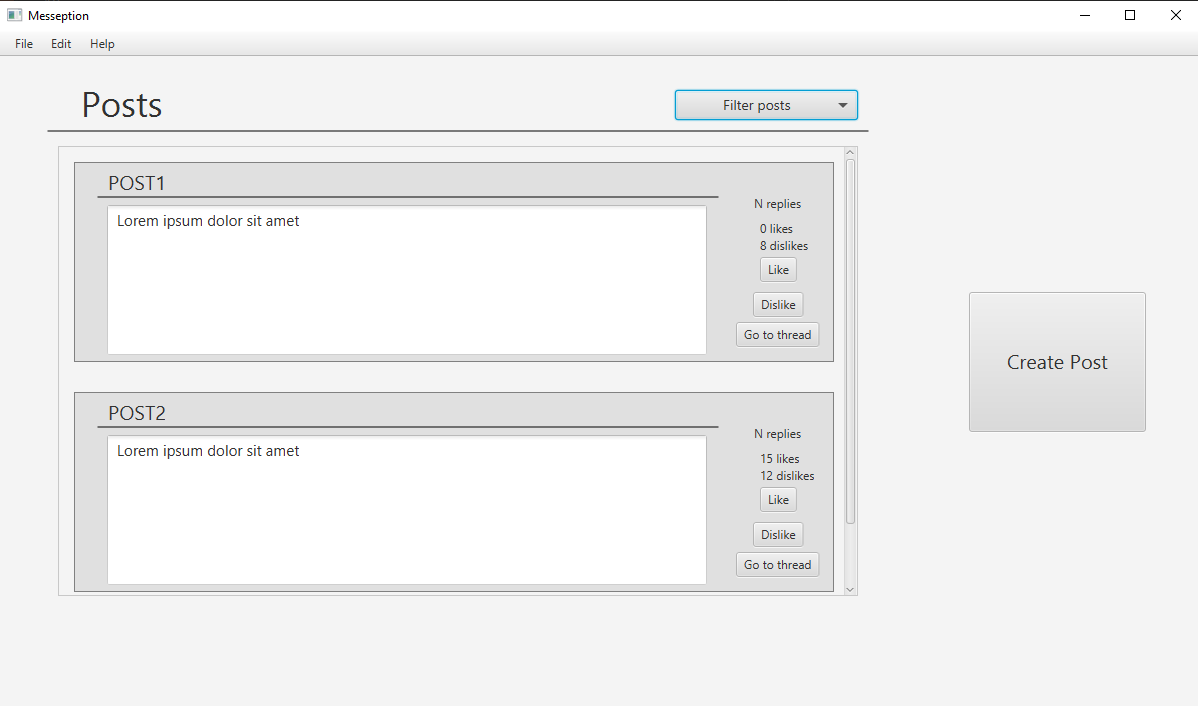 Messeption
File Edit Help
Posts
Filter posts
POST1
Lorem ipsum dolor sit amet
N replies
0 likes
8 dislikes
Like
Dislike
Go to thread
POST2
Lorem ipsum dolor sit amet
N replies
15 likes
12 dislikes
Like
Dislike
Go to thread
Create Post